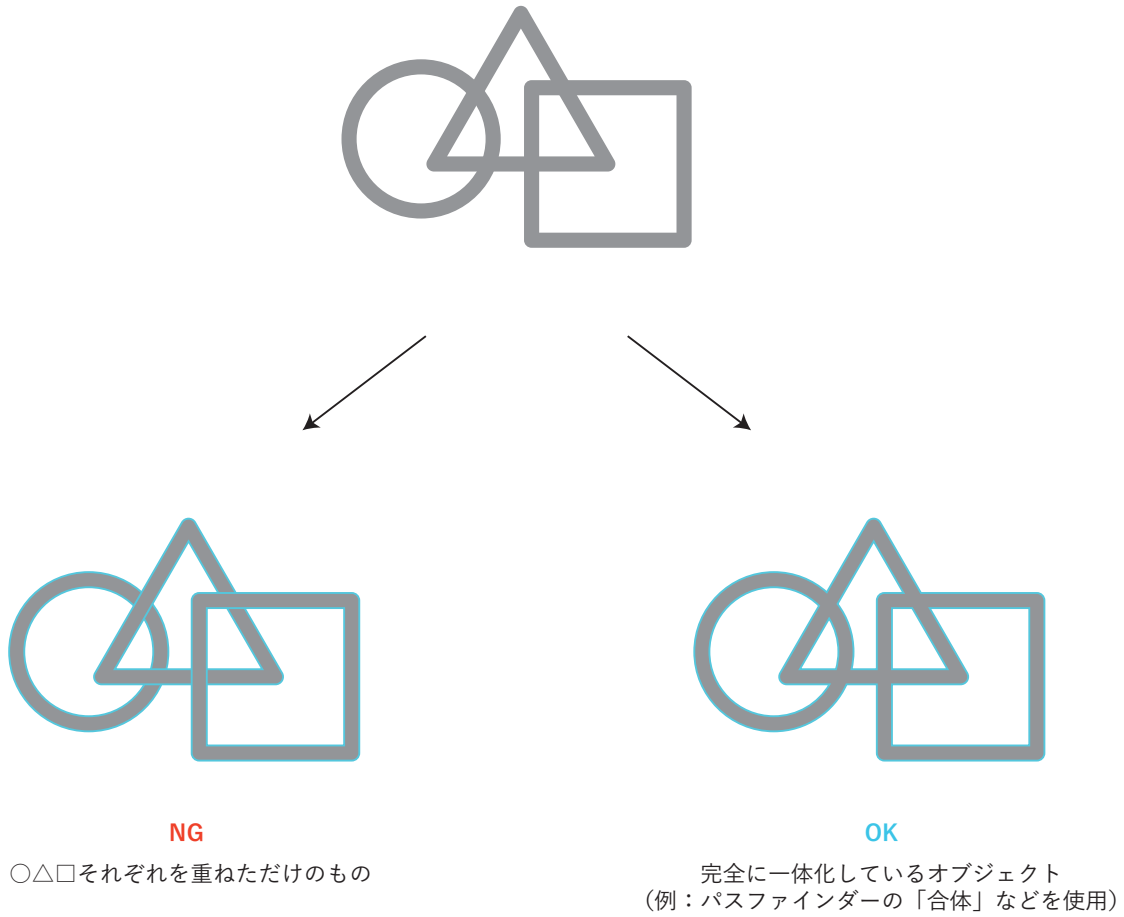 NG
○△□それぞれを重ねただけのもの
OK
完全に一体化しているオブジェクト
（例：パスファインダーの「合体」などを使用）